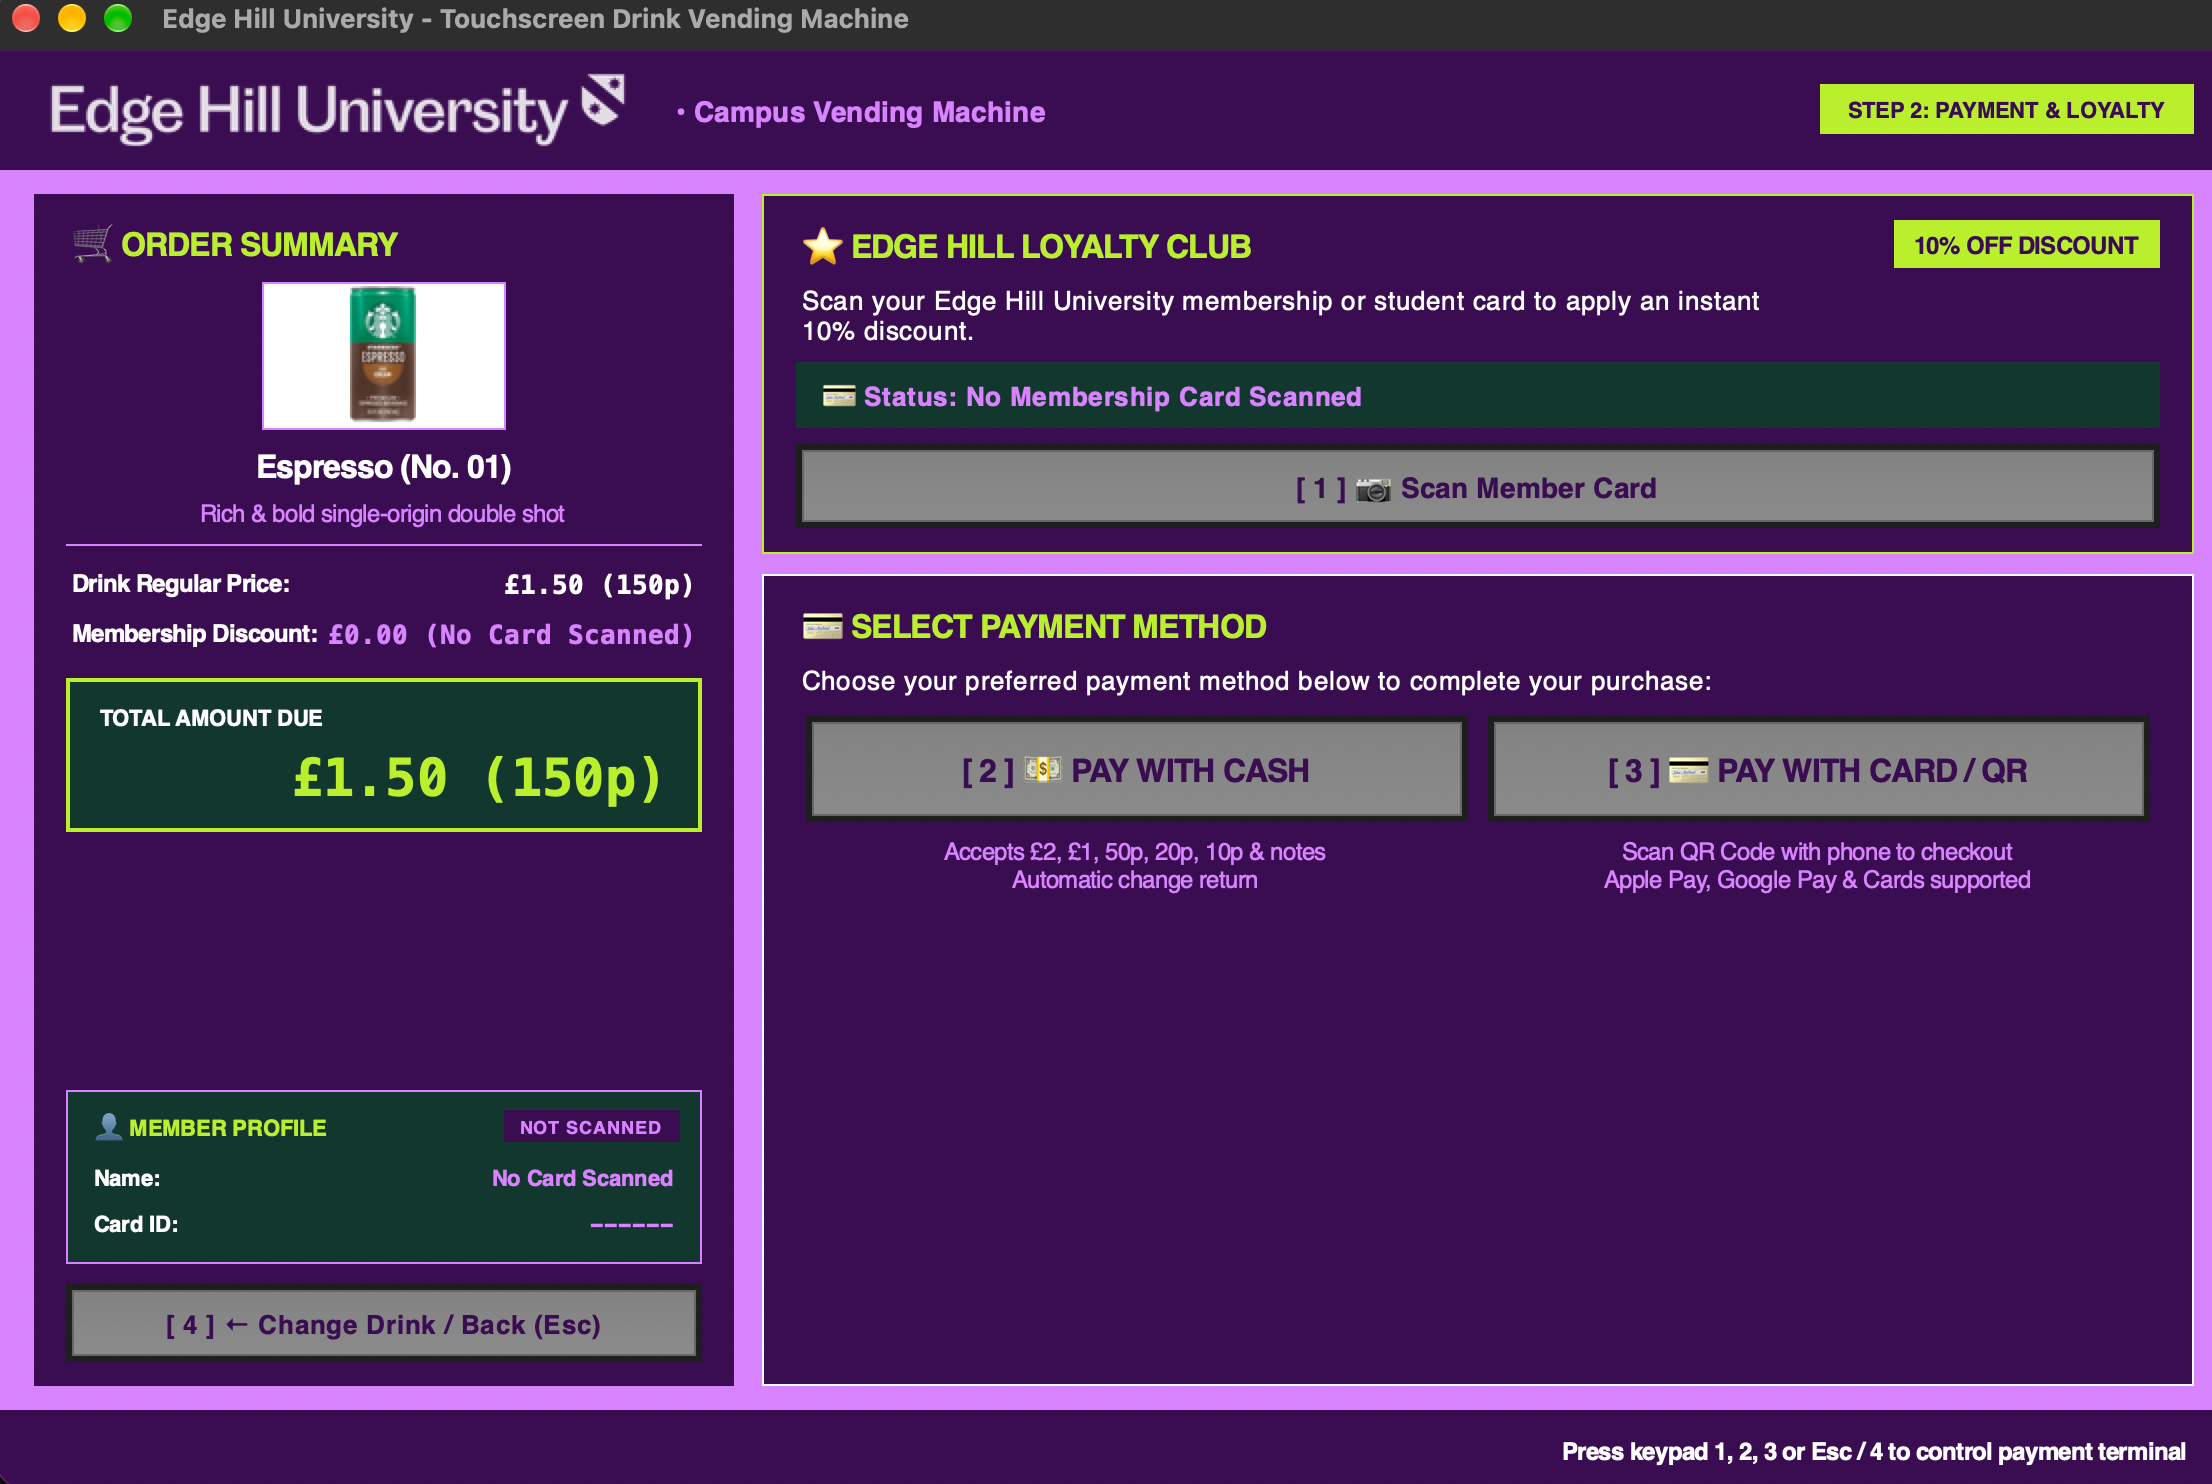 Edge Hill University - Touchscreen Drink Vending Machine
Edge Hill University
• Campus Vending Machine
STEP 2: PAYMENT & LOYALTY
🛒 ORDER SUMMARY
ESPRESSO
Espresso (No. 01)
Rich & bold single-origin double shot
Drink Regular Price: £1.50 (150p)
Membership Discount: £0.00 (No Card Scanned)
TOTAL AMOUNT DUE
£1.50 (150p)
👤 MEMBER PROFILE
NOT SCANNED
Name: No Card Scanned
Card ID: ------
[ 4 ] ← Change Drink / Back (Esc)
⭐ EDGE HILL LOYALTY CLUB
10% OFF DISCOUNT
Scan your Edge Hill University membership or student card to apply an instant
10% discount.
💳 Status: No Membership Card Scanned
[ 1 ] 📷 Scan Member Card
💳 SELECT PAYMENT METHOD
Choose your preferred payment method below to complete your purchase:
[ 2 ] 💵 PAY WITH CASH
Accepts £2, £1, 50p, 20p, 10p & notes
Automatic change return
[ 3 ] 💳 PAY WITH CARD / QR
Scan QR Code with phone to checkout
Apple Pay, Google Pay & Cards supported
Press keypad 1, 2, 3 or Esc / 4 to control payment terminal